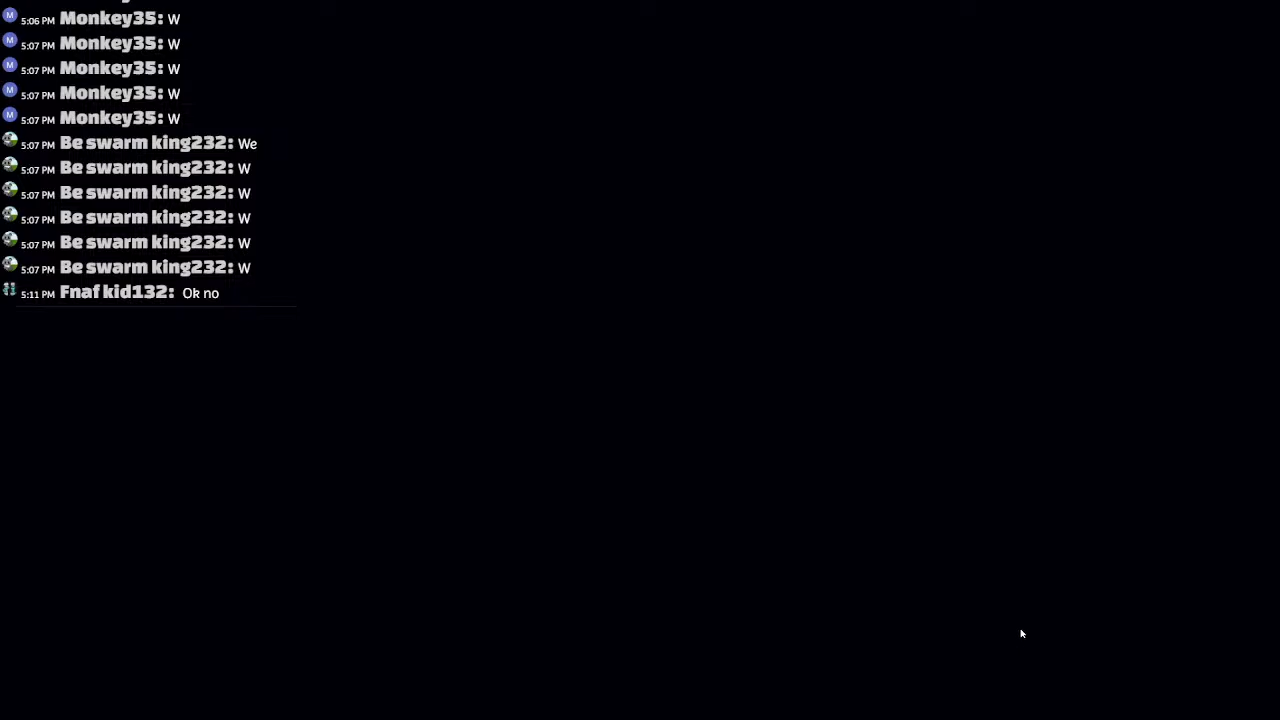 M 5:06 PM Monkey35: W
M 5:07 PM Monkey35: W
M 5:07 PM Monkey35: W
M 5:07 PM Monkey35: W
M 5:07 PM Monkey35: W
5:07 PM Be swarm king232: We
5:07 PM Be swarm king232: W
5:07 PM Be swarm king232: W
5:07 PM Be swarm king232: W
5:07 PM Be swarm king232: W
5:07 PM Be swarm king232: W
5:11 PM Fnaf kid132: Ok no